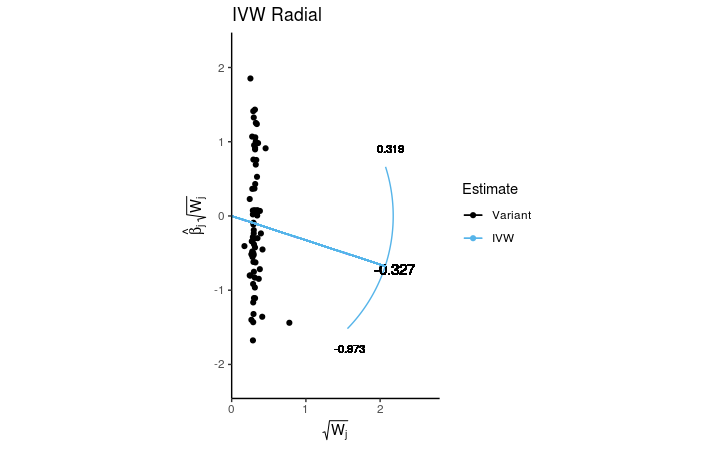 IVW Radial
2
1
0
-1
-2
β̂ⱼ√Wⱼ
0.319
-0.327
-0.973
0 1 2
√Wⱼ
Estimate
Variant
IVW